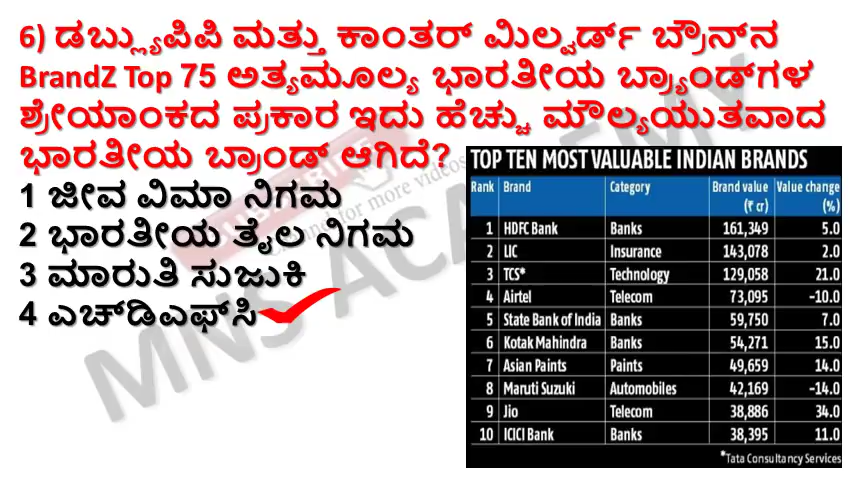 6) ಡಬ್ಲ್ಯುಪಿಪಿ ಮತ್ತು ಕಾಂತರ್ ಮಿಲ್ವರ್ಡ್ ಬ್ರೌನ್‌ನ
BrandZ Top 75 ಅತ್ಯಮೂಲ್ಯ ಭಾರತೀಯ ಬ್ರ್ಯಾಂಡ್‌ಗಳ
ಶ್ರೇಯಾಂಕದ ಪ್ರಕಾರ ಇದು ಹೆಚ್ಚು ಮೌಲ್ಯಯುತವಾದ
ಭಾರತೀಯ ಬ್ರಾಂಡ್ ಆಗಿದೆ?
1 ಜೀವ ವಿಮಾ ನಿಗಮ
2 ಭಾರತೀಯ ತೈಲ ನಿಗಮ
3 ಮಾರುತಿ ಸುಜುಕಿ
4 ಎಚ್‌ಡಿಎಫ್‌ಸಿ
TOP TEN MOST VALUABLE INDIAN BRANDS
Rank Brand Category Brand value (₹ cr) Value change (%)
1 HDFC Bank Banks 161,349 5.0
2 LIC Insurance 143,078 2.0
3 TCS* Technology 129,058 21.0
4 Airtel Telecom 73,095 –10.0
5 State Bank of India Banks 59,750 7.0
6 Kotak Mahindra Banks 54,271 15.0
7 Asian Paints Paints 49,659 14.0
8 Maruti Suzuki Automobiles 42,169 –14.0
9 Jio Telecom 38,886 34.0
10 ICICI Bank Banks 38,395 11.0
*Tata Consultancy Services
MNS ACADEMY
SUBSCRIBE
for more videos